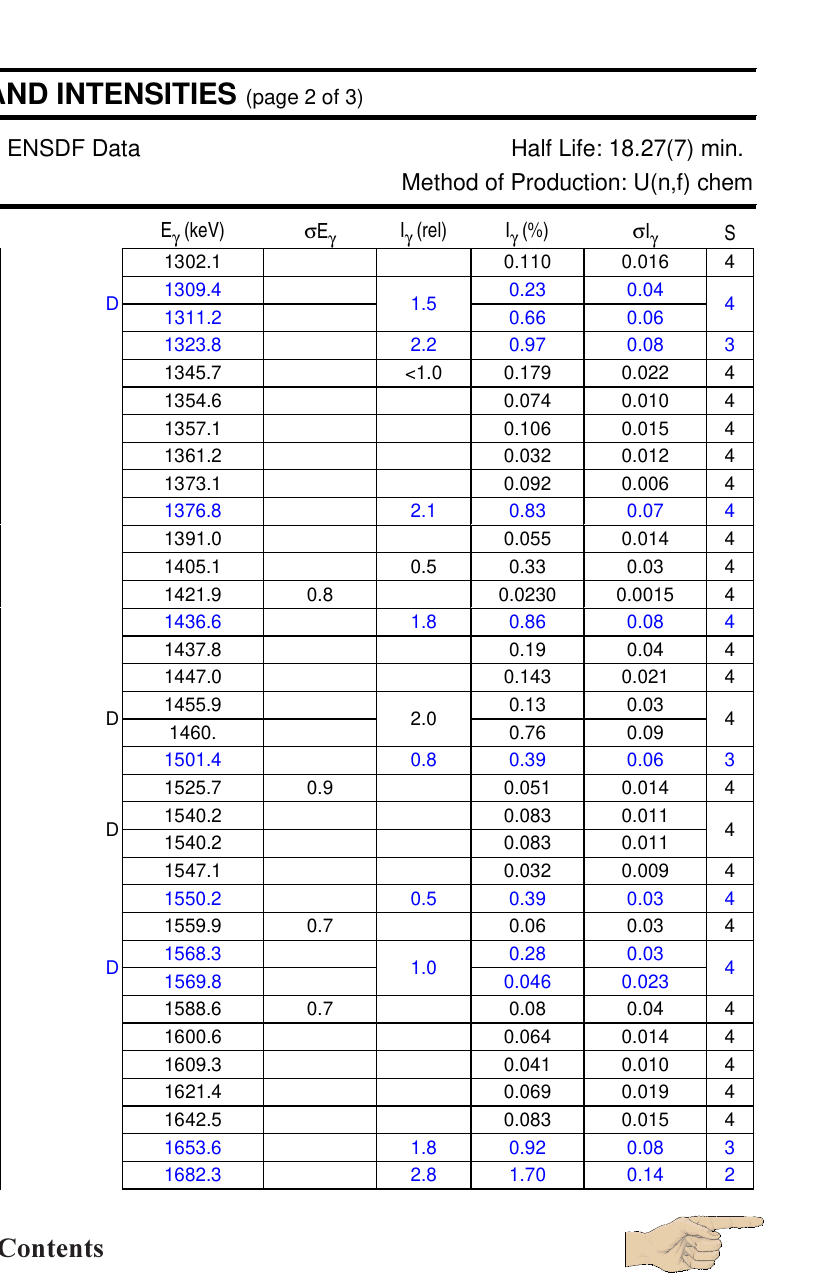 AND INTENSITIES (page 2 of 3)
ENSDF Data Half Life: 18.27(7) min.
Method of Production: U(n,f) chem
Eγ (keV) σEγ Iγ (rel) Iγ (%) σIγ S
1302.1 0.110 0.016 4
1309.4 0.23 0.04
D 1.5 4
1311.2 0.66 0.06
1323.8 2.2 0.97 0.08 3
1345.7 <1.0 0.179 0.022 4
1354.6 0.074 0.010 4
1357.1 0.106 0.015 4
1361.2 0.032 0.012 4
1373.1 0.092 0.006 4
1376.8 2.1 0.83 0.07 4
1391.0 0.055 0.014 4
1405.1 0.5 0.33 0.03 4
1421.9 0.8 0.0230 0.0015 4
1436.6 1.8 0.86 0.08 4
1437.8 0.19 0.04 4
1447.0 0.143 0.021 4
1455.9 0.13 0.03
D 2.0 4
1460. 0.76 0.09
1501.4 0.8 0.39 0.06 3
1525.7 0.9 0.051 0.014 4
1540.2 0.083 0.011
D 4
1540.2 0.083 0.011
1547.1 0.032 0.009 4
1550.2 0.5 0.39 0.03 4
1559.9 0.7 0.06 0.03 4
1568.3 0.28 0.03
D 1.0 4
1569.8 0.046 0.023
1588.6 0.7 0.08 0.04 4
1600.6 0.064 0.014 4
1609.3 0.041 0.010 4
1621.4 0.069 0.019 4
1642.5 0.083 0.015 4
1653.6 1.8 0.92 0.08 3
1682.3 2.8 1.70 0.14 2
Contents